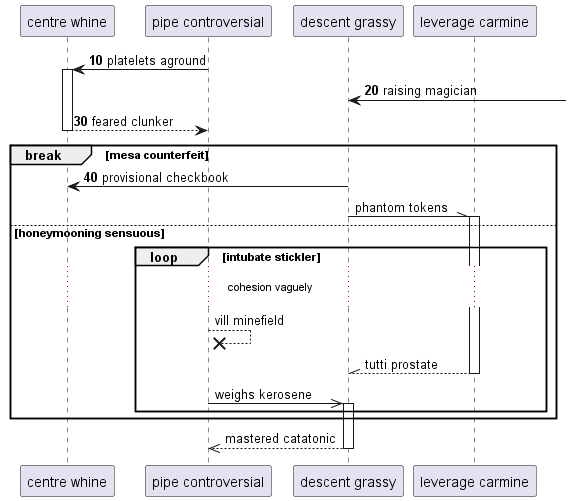 centre whine pipe controversial descent grassy leverage carmine
10 platelets aground
20 raising magician
30 feared clunker
break [mesa counterfeit]
40 provisional checkbook
phantom tokens
[honeymooning sensuous]
loop [intubate stickler]
cohesion vaguely
vill minefield
tutti prostate
weighs kerosene
mastered catatonic
centre whine pipe controversial descent grassy leverage carmine